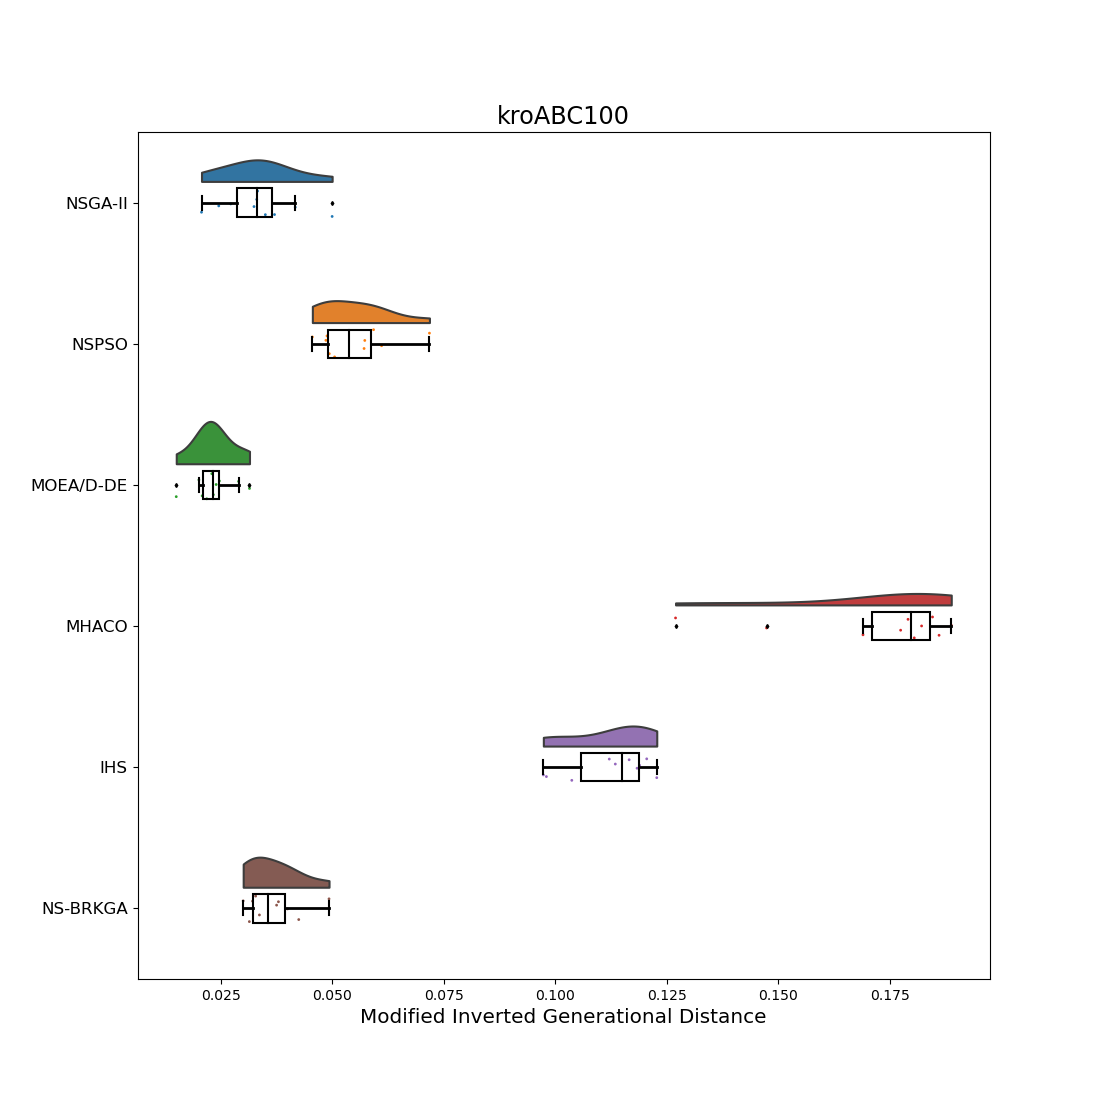 kroABC100
NSGA-II
NSPSO
MOEA/D-DE
MHACO
IHS
NS-BRKGA
0.025 0.050 0.075 0.100 0.125 0.150 0.175
Modified Inverted Generational Distance